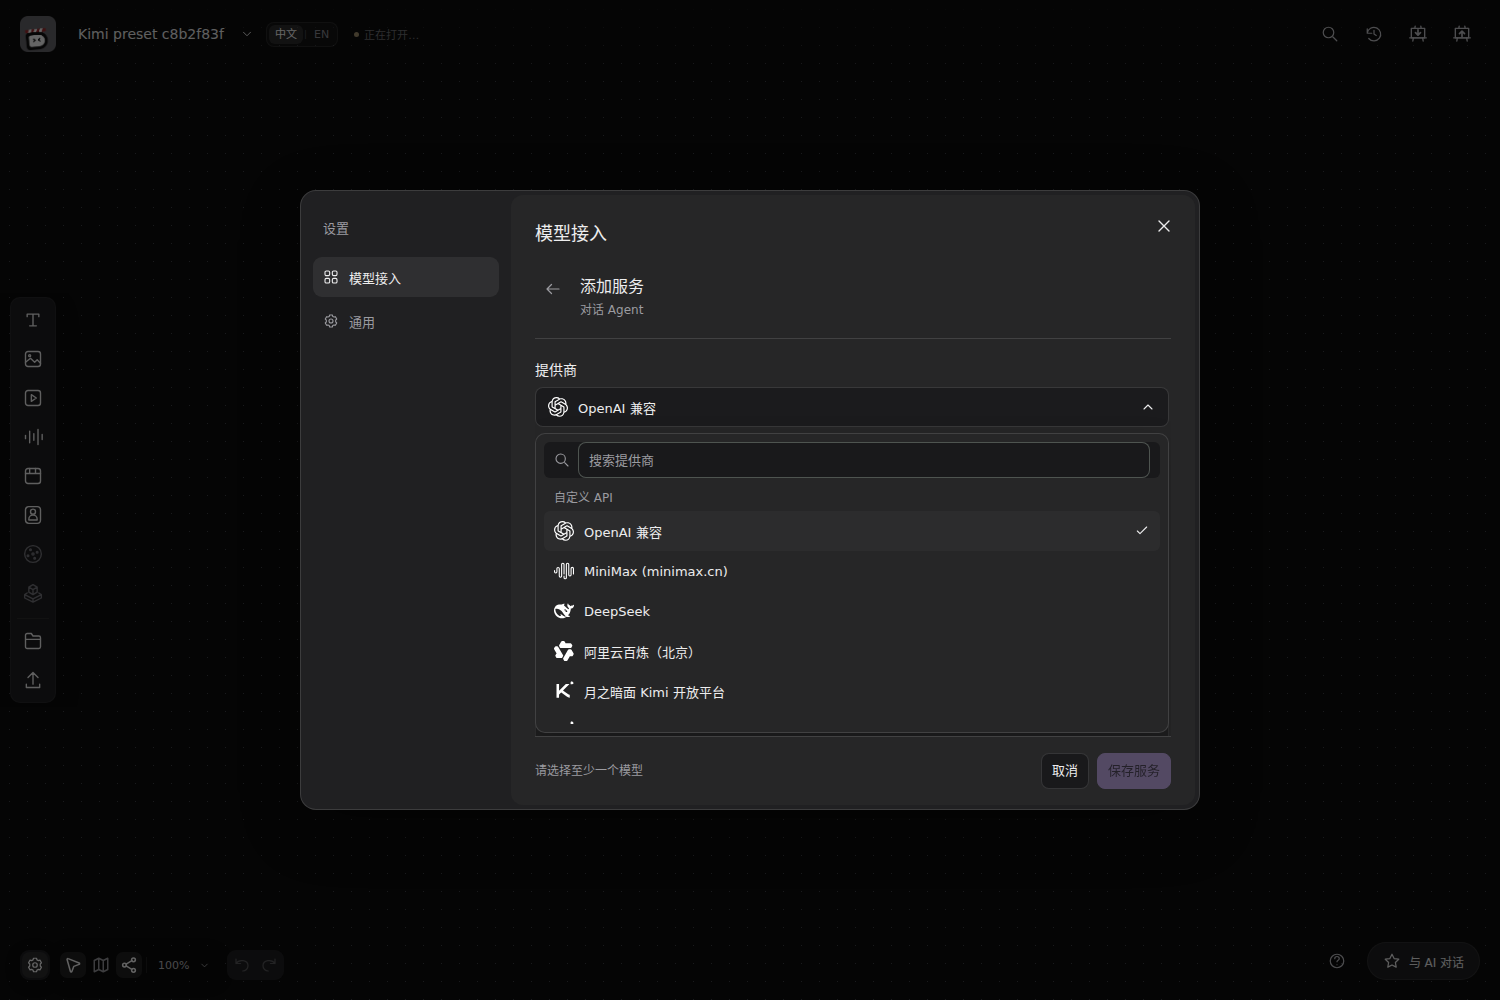 Kimi preset c8b2f83f
中文 EN
正在打开...
设置
模型接入
通用
模型接入
添加服务
对话 Agent
提供商
OpenAI 兼容
搜索提供商
自定义 API
OpenAI 兼容
MiniMax (minimax.cn)
DeepSeek
阿里云百炼（北京）
月之暗面 Kimi 开放平台
请选择至少一个模型
取消
保存服务
100%
与 AI 对话